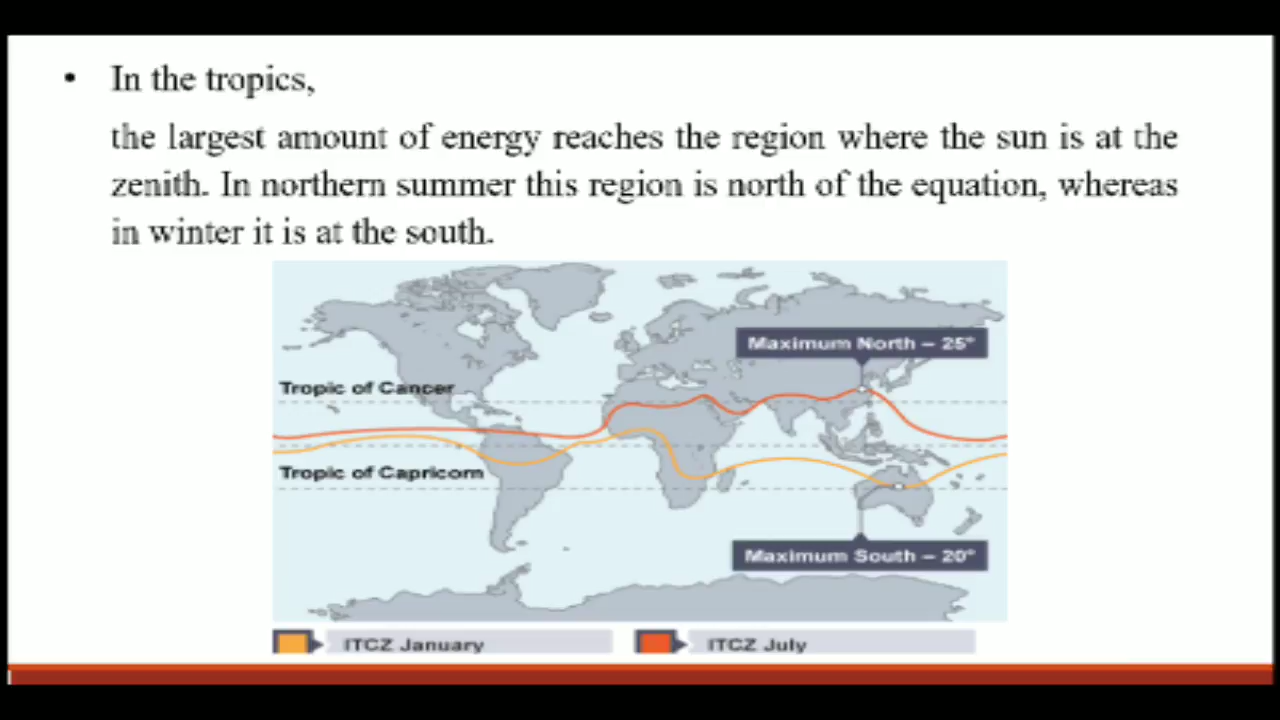 • In the tropics,
the largest amount of energy reaches the region where the sun is at the
zenith. In northern summer this region is north of the equation, whereas
in winter it is at the south.
Maximum North – 25°
Tropic of Cancer
Tropic of Capricorn
Maximum South – 20°
ITCZ January
ITCZ July